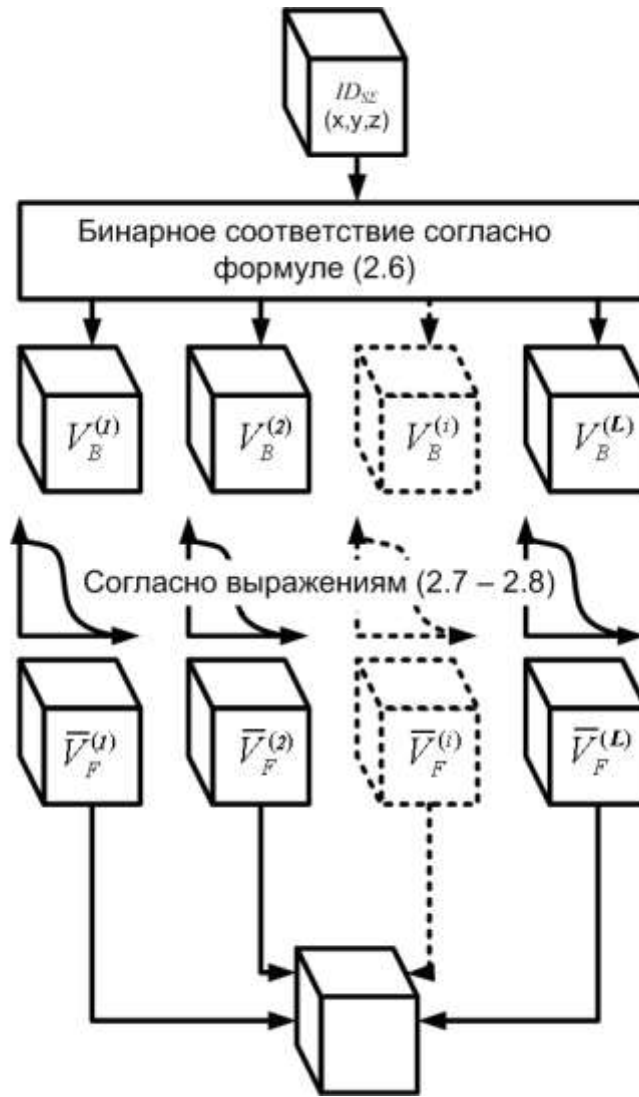 ID_SE
(x,y,z)
Бинарное соответствие согласно
формуле (2.6)
V_B^(1) V_B^(2) V_B^(i) V_B^(L)
Согласно выражениям (2.7 – 2.8)
V̅_F^(1) V̅_F^(2) V̅_F^(i) V̅_F^(L)